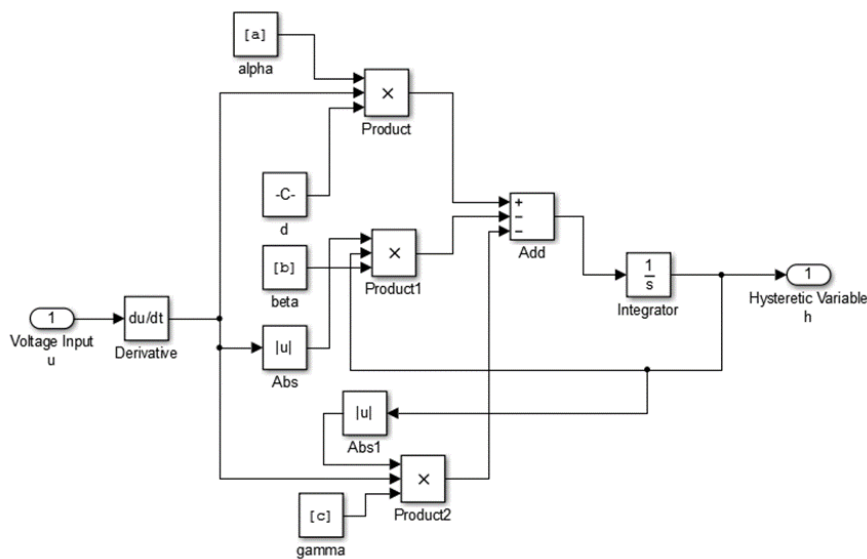 [a]
alpha
×
Product
-C-
d
[b]
beta
×
Product1
+
−
−
Add
1
s
Integrator
1
Hysteretic Variable
h
1
Voltage Input
u
du/dt
Derivative
|u|
Abs
|u|
Abs1
×
Product2
[c]
gamma